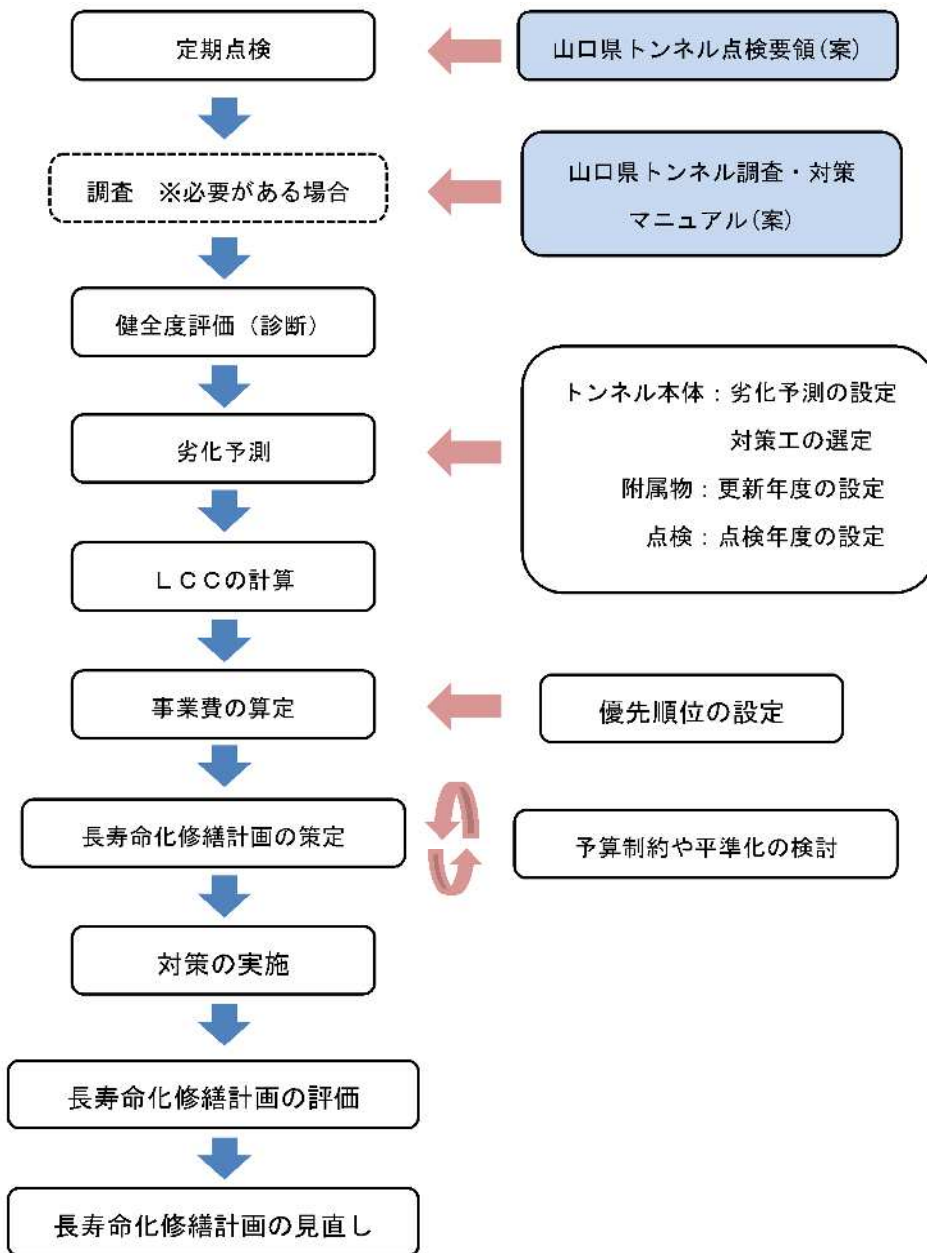 定期点検
山口県トンネル点検要領(案)
調査　※必要がある場合
山口県トンネル調査・対策
マニュアル(案)
健全度評価（診断）
劣化予測
トンネル本体：劣化予測の設定
対策工の選定
附属物：更新年度の設定
点検：点検年度の設定
ＬＣＣの計算
事業費の算定
優先順位の設定
長寿命化修繕計画の策定
予算制約や平準化の検討
対策の実施
長寿命化修繕計画の評価
長寿命化修繕計画の見直し